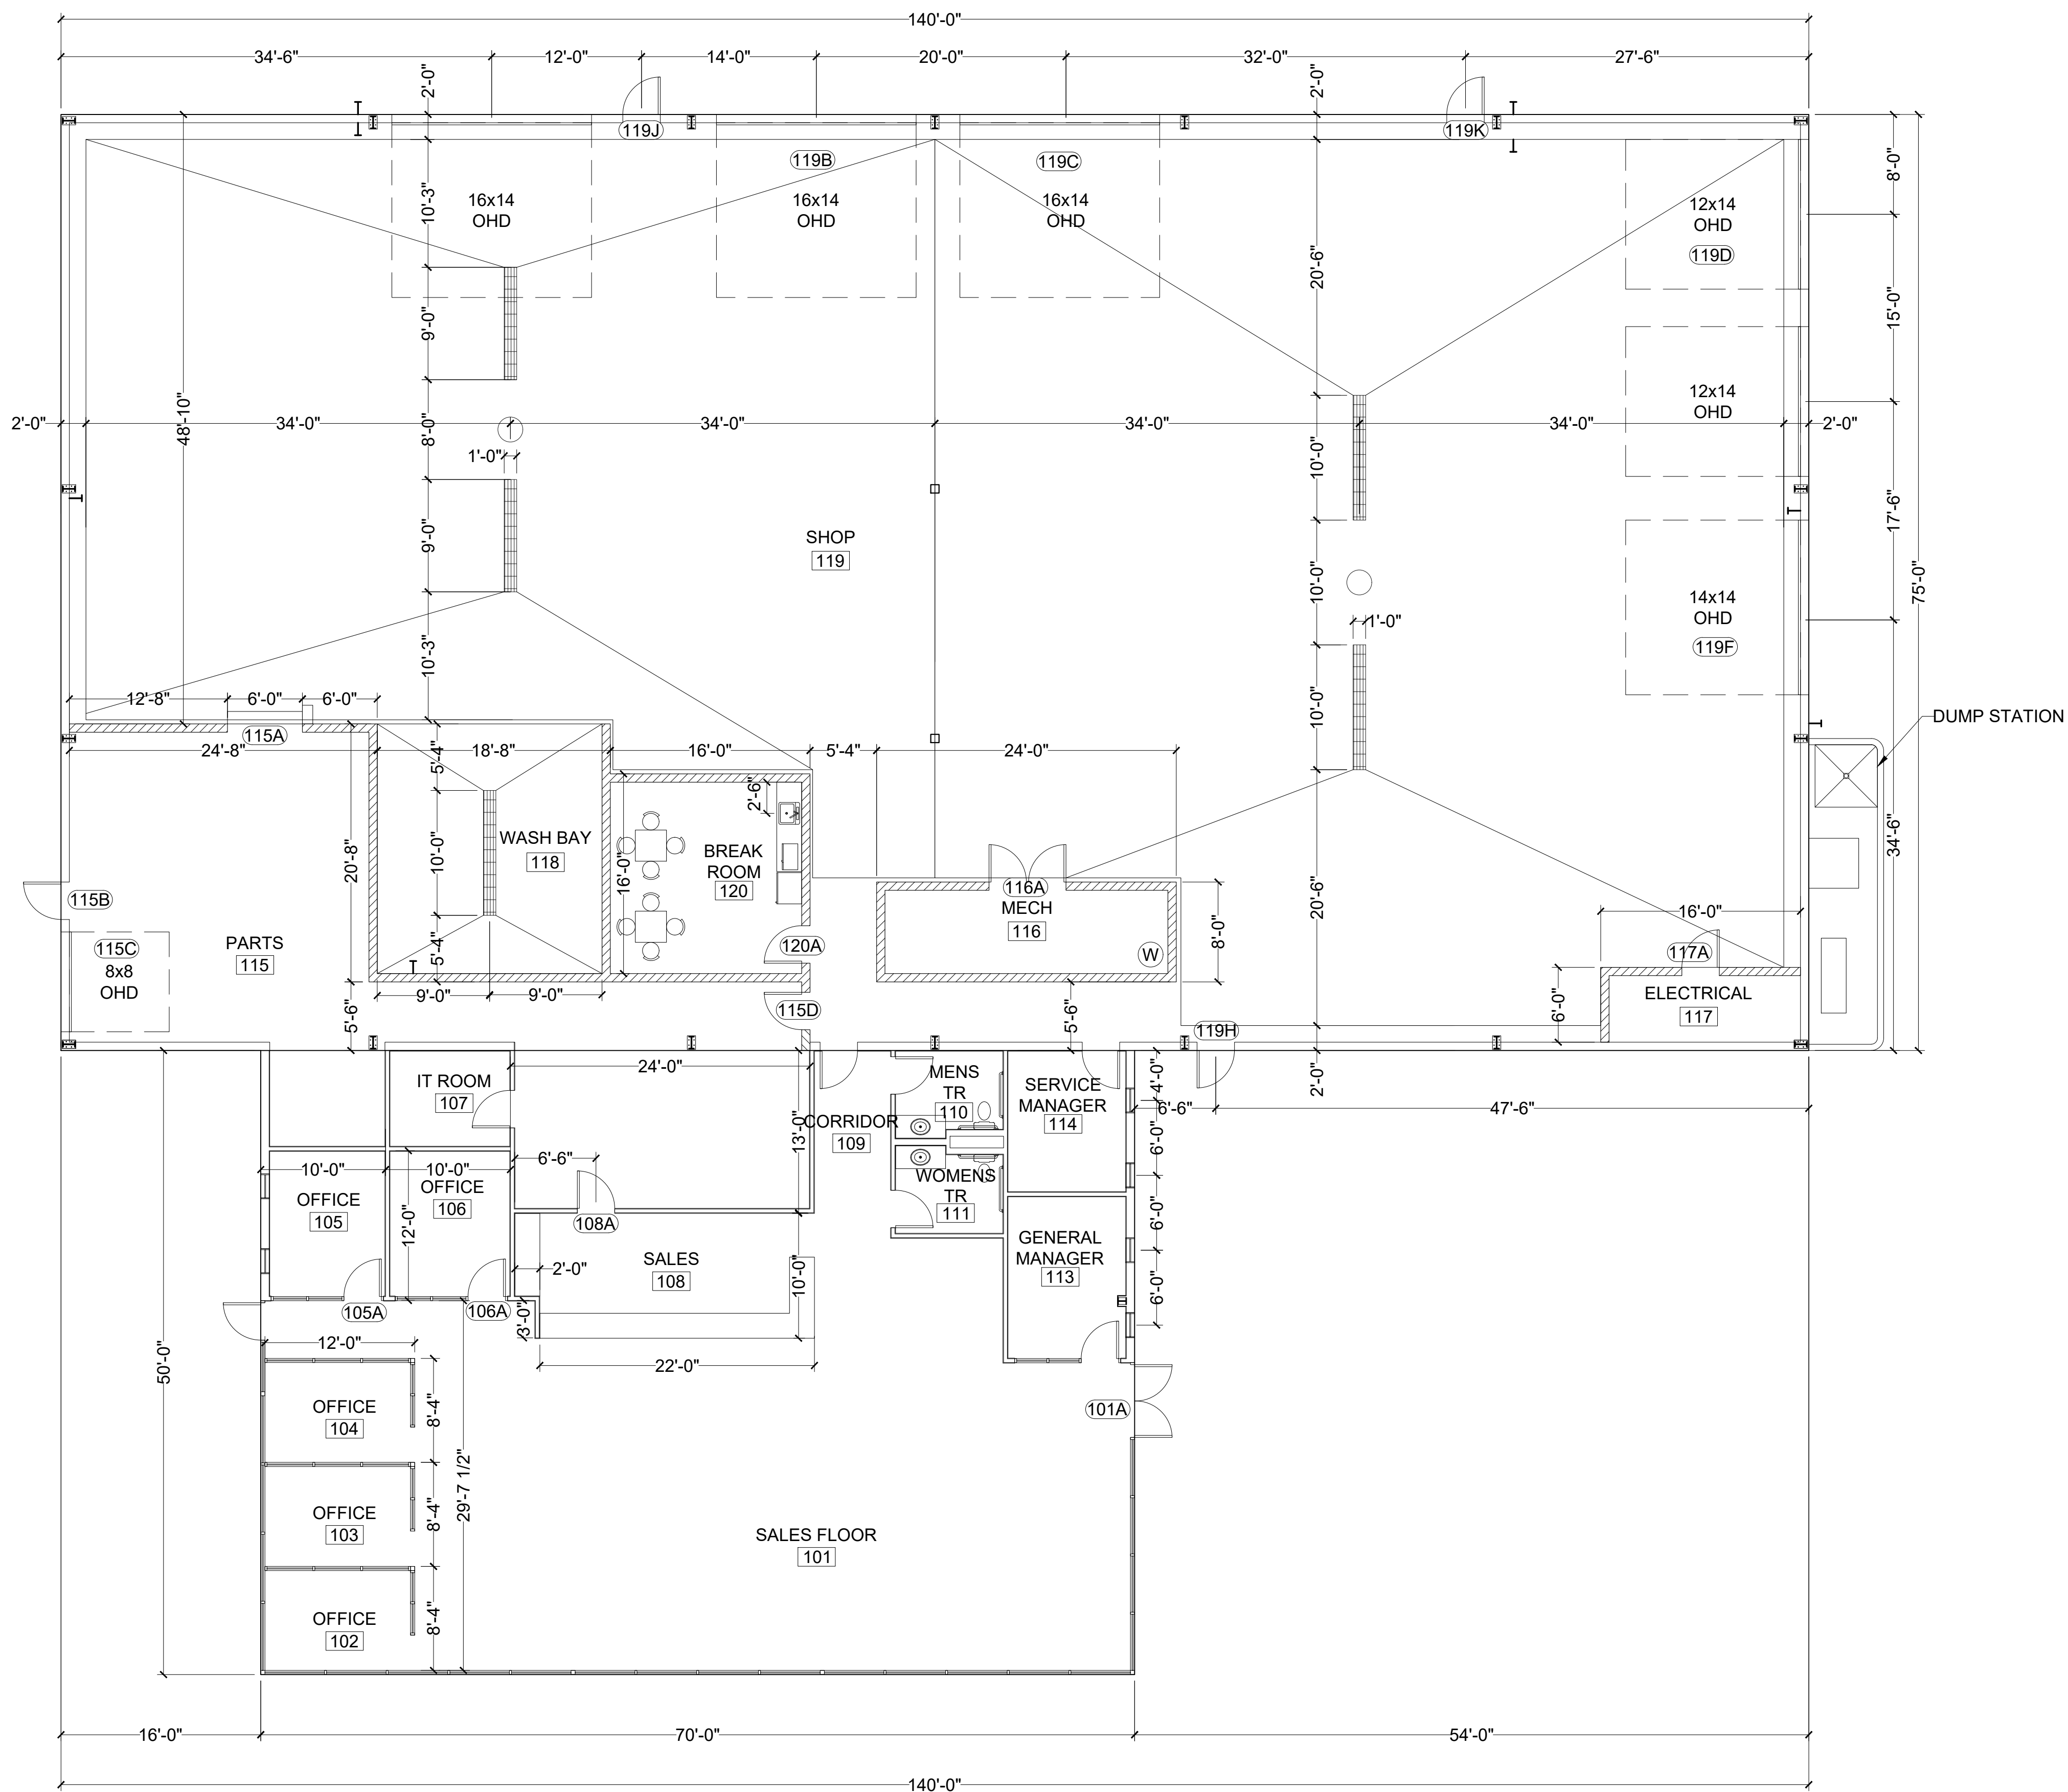 140'-0"
34'-6" 12'-0" 14'-0" 20'-0" 32'-0" 27'-6"
2'-0" 2'-0"
119J 119K
119B 119C
16x14
OHD
16x14
OHD
16x14
OHD
12x14
OHD
119D
8'-0"
10'-3"
20'-6"
15'-0"
9'-0"
48'-10"
12x14
OHD
2'-0" 34'-0" 34'-0" 34'-0" 34'-0" 2'-0"
8'-0"
1'-0"
10'-0"
17'-6"
9'-0"
SHOP
119
10'-0"
75'-0"
14x14
OHD
119F
1'-0"
10'-3"
12'-8" 6'-0" 6'-0"
10'-0"
DUMP STATION
115A
24'-8" 18'-8" 16'-0" 5'-4" 24'-0"
5'-4"
2'-6"
34'-6"
WASH BAY
118
BREAK
ROOM
120
20'-8"
10'-0"
16'-0"
116A
MECH
116
115B
20'-6"
16'-0"
8'-0"
115C
8x8
OHD
PARTS
115
120A
W
117A
5'-4"
9'-0" 9'-0"
ELECTRICAL
117
6'-0"
5'-6"
115D
5'-6"
119H
24'-0"
2'-0"
IT ROOM
107
MENS
TR
110
SERVICE
MANAGER
114
4'-0"
6'-6" 47'-6"
13'-0"
CORRIDOR
109
6'-0"
6'-6"
10'-0" 10'-0"
OFFICE
105
OFFICE
106
12'-0"
WOMENS
TR
111
6'-0"
108A
GENERAL
MANAGER
113
SALES
108
2'-0"
10'-0"
6'-0"
105A 106A
3'-0"
12'-0"
22'-0"
50'-0"
OFFICE
104
8'-4"
101A
29'-7 1/2"
OFFICE
103
8'-4"
SALES FLOOR
101
OFFICE
102
8'-4"
16'-0" 70'-0" 54'-0"
140'-0"